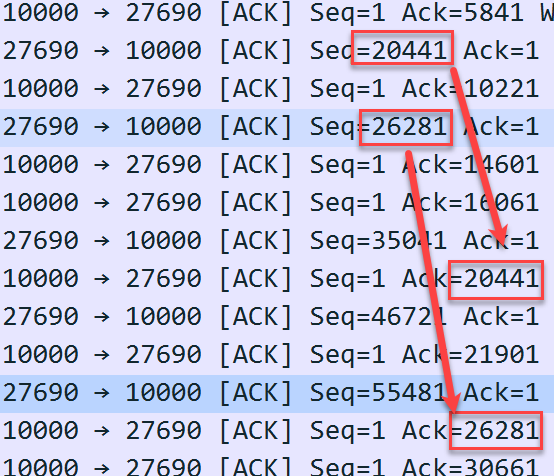 10000 → 27690 [ACK] Seq=1 Ack=5841 W
27690 → 10000 [ACK] Seq=20441 Ack=1
10000 → 27690 [ACK] Seq=1 Ack=10221
27690 → 10000 [ACK] Seq=26281 Ack=1
10000 → 27690 [ACK] Seq=1 Ack=14601
10000 → 27690 [ACK] Seq=1 Ack=16061
27690 → 10000 [ACK] Seq=35041 Ack=1
10000 → 27690 [ACK] Seq=1 Ack=20441
27690 → 10000 [ACK] Seq=46721 Ack=1
10000 → 27690 [ACK] Seq=1 Ack=21901
27690 → 10000 [ACK] Seq=55481 Ack=1
10000 → 27690 [ACK] Seq=1 Ack=26281
10000 → 27690 [ACK] Seq=1 Ack=30661